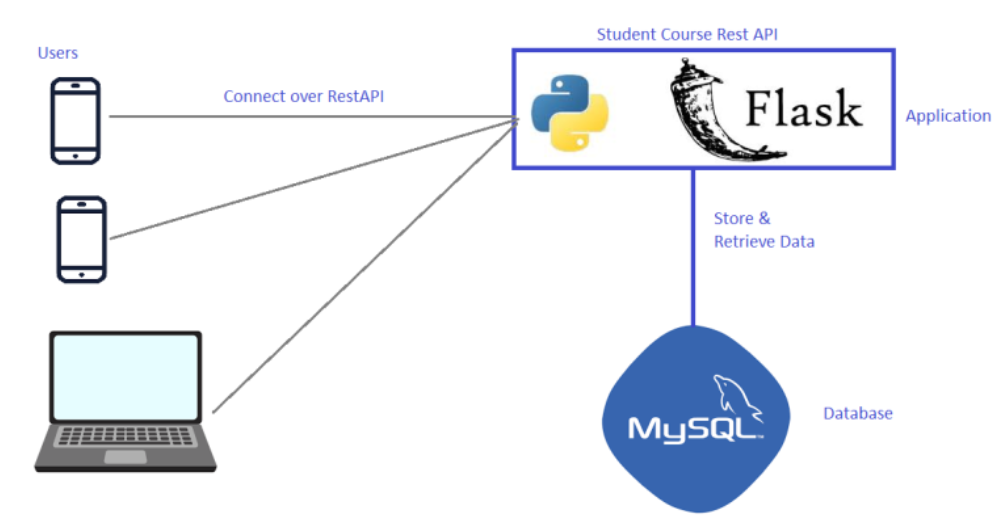 Student Course Rest API
Users
Connect over RestAPI
Flask
Application
Store &
Retrieve Data
MySQL
Database